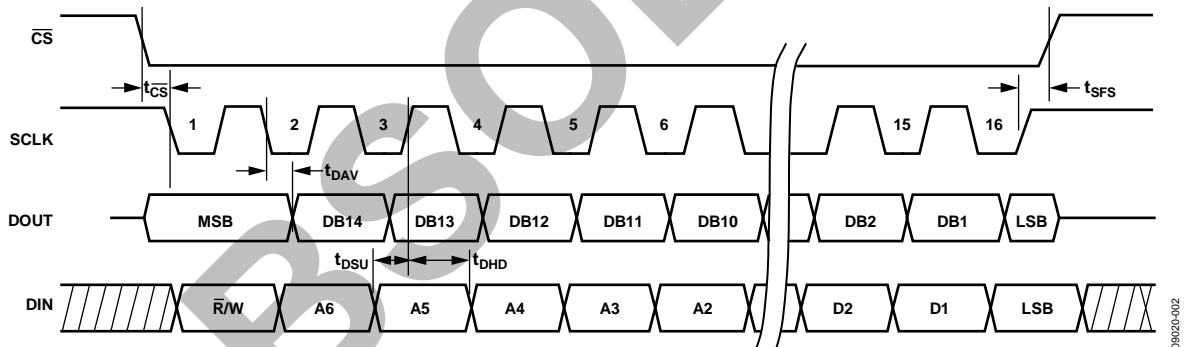 CS
tCS
tSFS
SCLK
1 2 3 4 5 6 15 16
tDAV
DOUT
MSB DB14 DB13 DB12 DB11 DB10 DB2 DB1 LSB
tDSU tDHD
DIN
R/W A6 A5 A4 A3 A2 D2 D1 LSB
09020-002